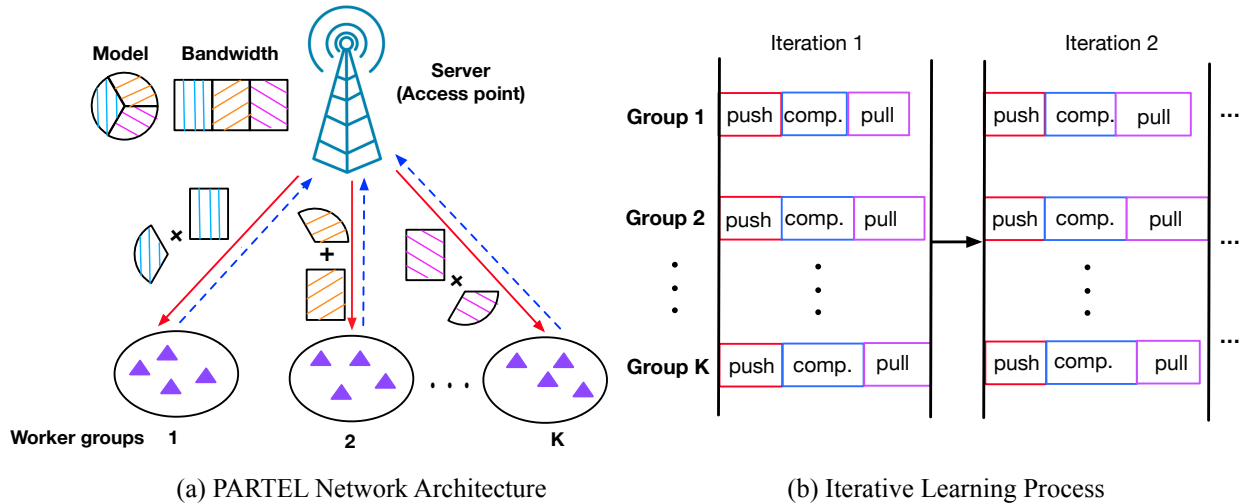 Model Bandwidth
Server
(Access point)
×
+
×
. . . .
Worker groups 1 2 K
(a) PARTEL Network Architecture
Iteration 1 Iteration 2
Group 1 push comp. pull push comp. pull ...
Group 2 push comp. pull push comp. pull ...
Group K push comp. pull push comp. pull ...
(b) Iterative Learning Process